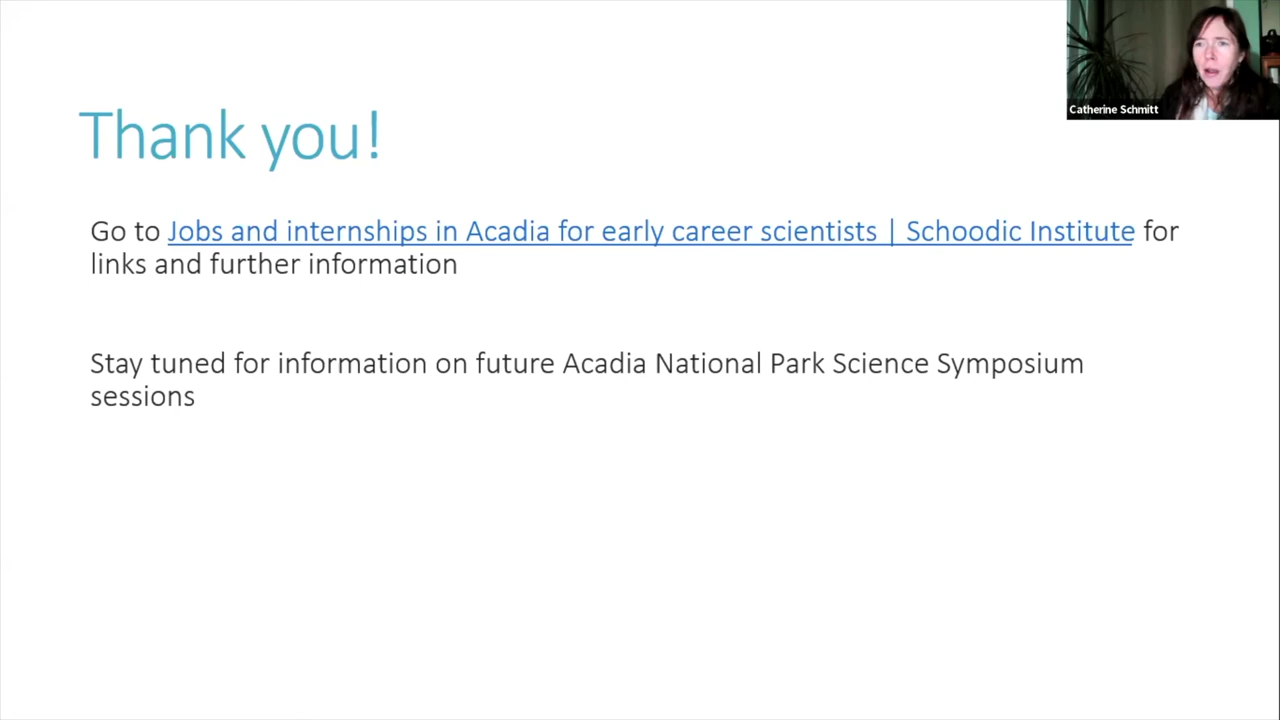 Catherine Schmitt
Thank you!
Go to Jobs and internships in Acadia for early career scientists | Schoodic Institute for
links and further information
Stay tuned for information on future Acadia National Park Science Symposium
sessions